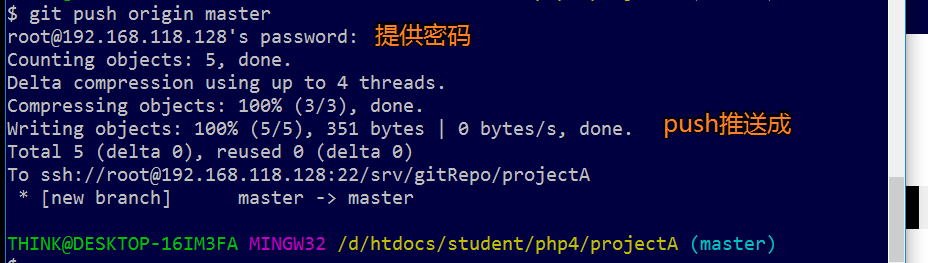 $ git push origin master
root@192.168.118.128's password: 提供密码
Counting objects: 5, done.
Delta compression using up to 4 threads.
Compressing objects: 100% (3/3), done.
Writing objects: 100% (5/5), 351 bytes | 0 bytes/s, done. push推送成
Total 5 (delta 0), reused 0 (delta 0)
To ssh://root@192.168.118.128:22/srv/gitRepo/projectA
 * [new branch]      master -> master
THINK@DESKTOP-16IM3FA MINGW32 /d/htdocs/student/php4/projectA (master)